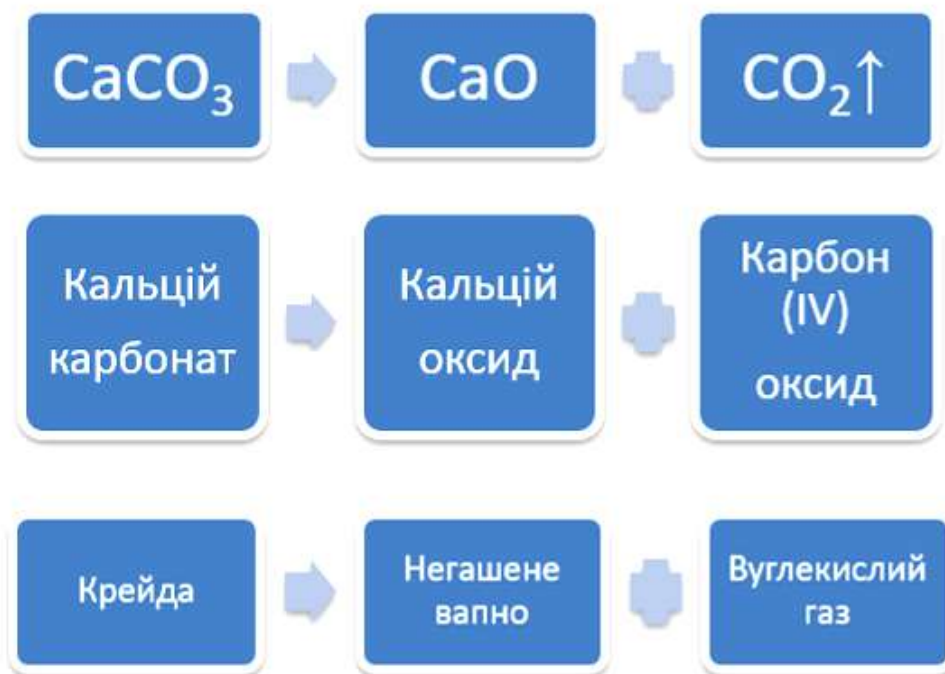 CaCO₃ CaO CO₂↑
Кальцій
карбонат
Кальцій
оксид
Карбон
(IV)
оксид
Крейда
Негашене
вапно
Вуглекислий
газ